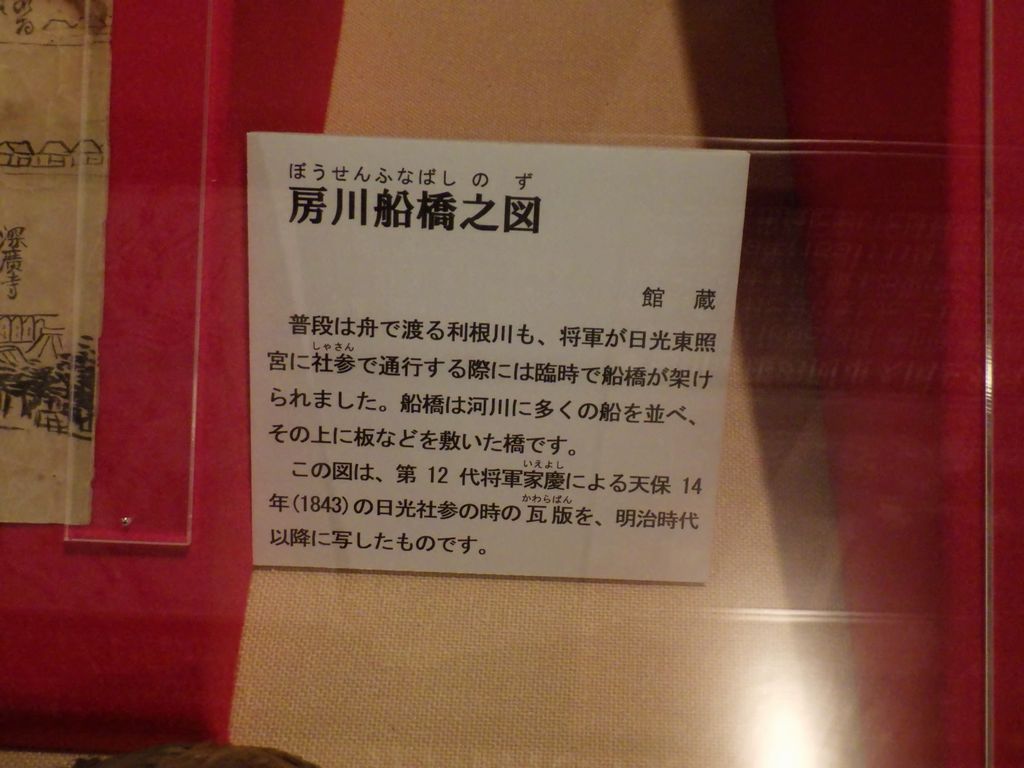 深廣寺
ぼうせんふなばしのず
房川船橋之図
館蔵
普段は舟で渡る利根川も、将軍が日光東照
しゃさん
宮に社参で通行する際には臨時で船橋が架け
られました。船橋は河川に多くの船を並べ、
その上に板などを敷いた橋です。
いえよし
この図は、第12代将軍家慶による天保14
かわらばん
年(1843)の日光社参の時の瓦版を、明治時代
以降に写したものです。